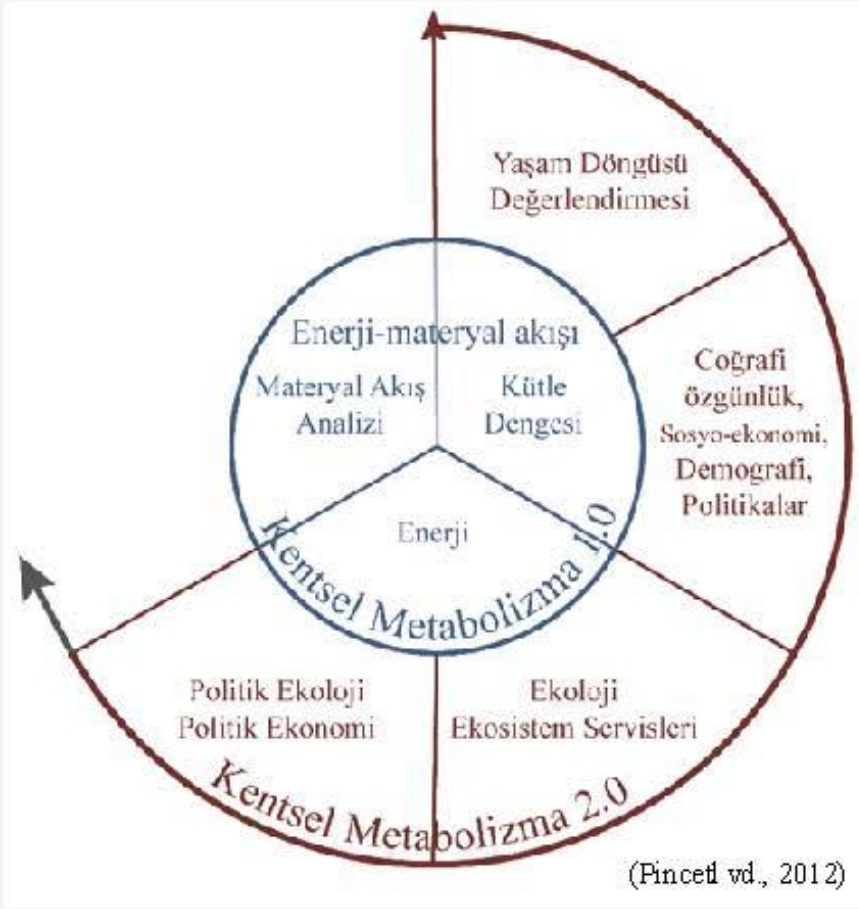 Yaşam Döngüsü
Değerlendirmesi
Enerji-materyal akışı
Materyal Akış
Analizi
Kütle
Dengesi
Enerji
Kentsel Metabolizma 1.0
Coğrafi
özgünlük,
Sosyo-ekonomi,
Demografi,
Politikalar
Politik Ekoloji
Politik Ekonomi
Ekoloji
Ekosistem Servisleri
Kentsel Metabolizma 2.0
(Pincetl vd., 2012)